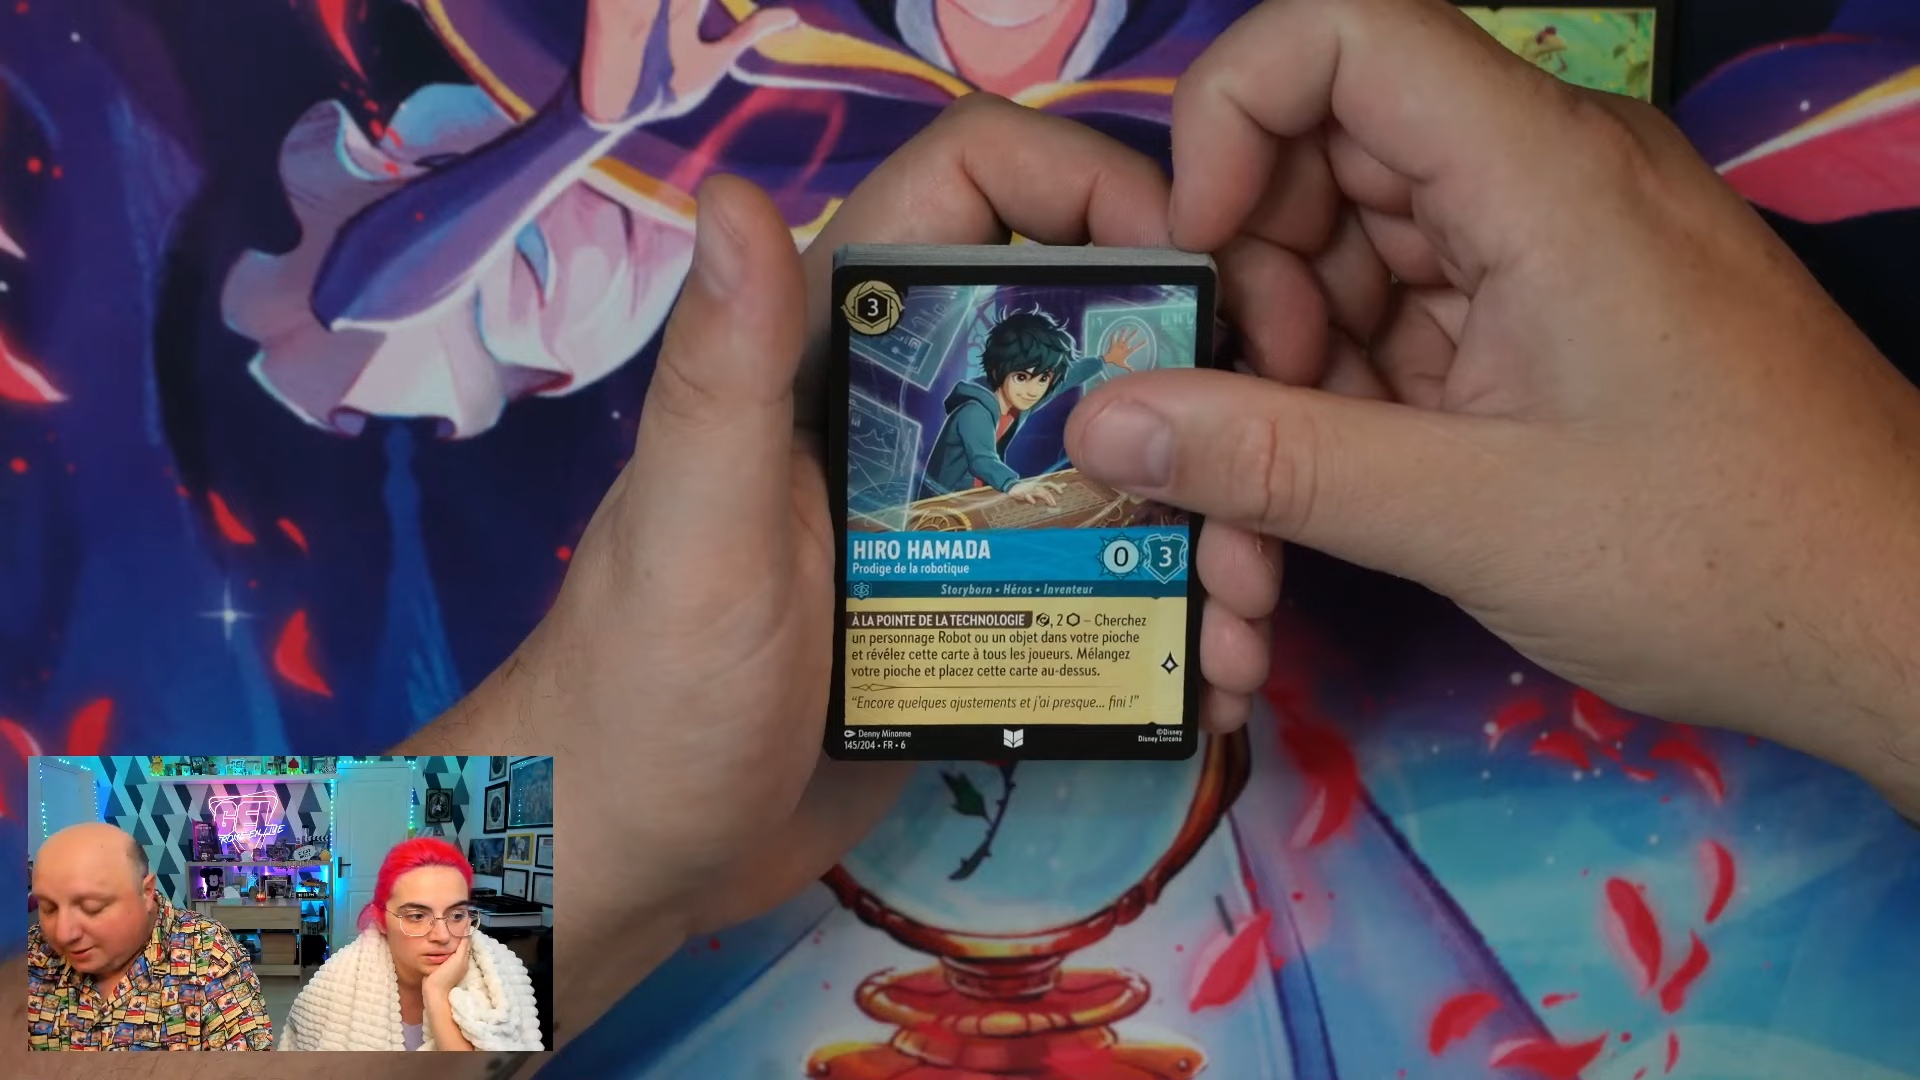 3
HIRO HAMADA
Prodige de la robotique
0
3
Storyborn • Héros • Inventeur
À LA POINTE DE LA TECHNOLOGIE , 2 – Cherchez
un personnage Robot ou un objet dans votre pioche
et révélez cette carte à tous les joueurs. Mélangez
votre pioche et placez cette carte au-dessus.
“Encore quelques ajustements et j'ai presque... fini !”
Denny Minonne
145/204 • FR • 6
©Disney
Disney Lorcana
GEL